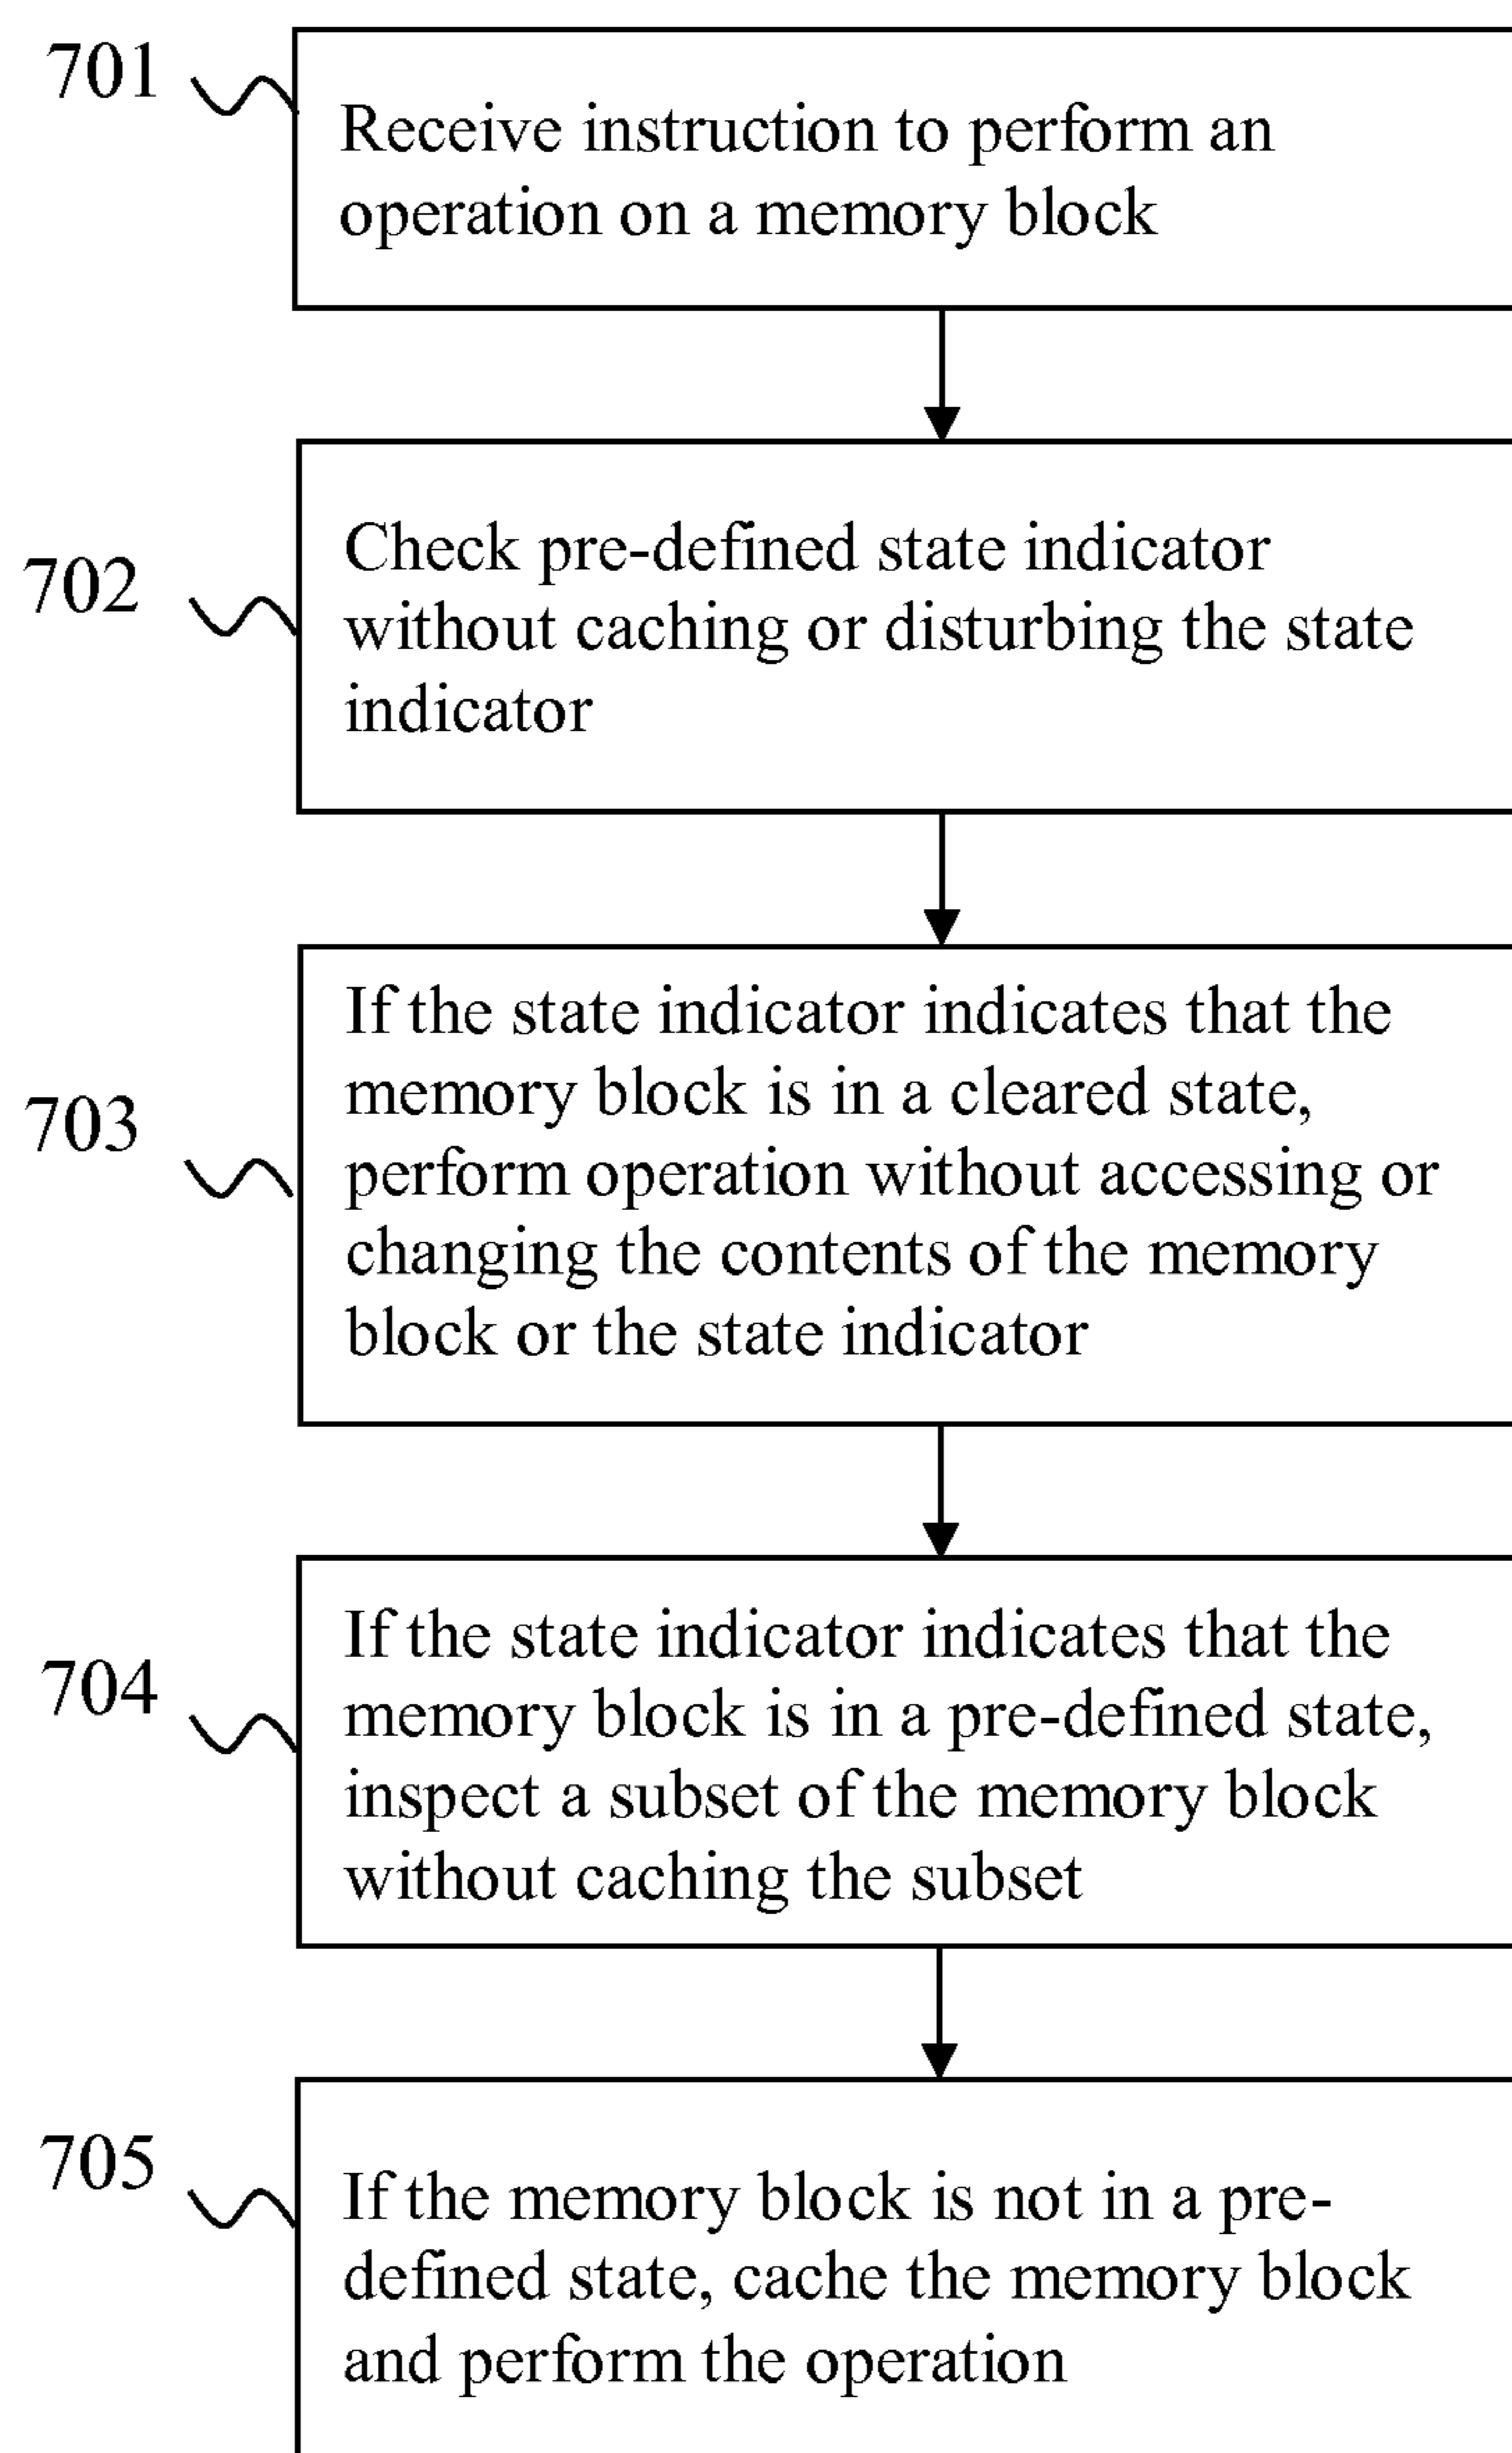 701
Receive instruction to perform an
operation on a memory block
702
Check pre-defined state indicator
without caching or disturbing the state
indicator
703
If the state indicator indicates that the
memory block is in a cleared state,
perform operation without accessing or
changing the contents of the memory
block or the state indicator
704
If the state indicator indicates that the
memory block is in a pre-defined state,
inspect a subset of the memory block
without caching the subset
705
If the memory block is not in a pre-
defined state, cache the memory block
and perform the operation